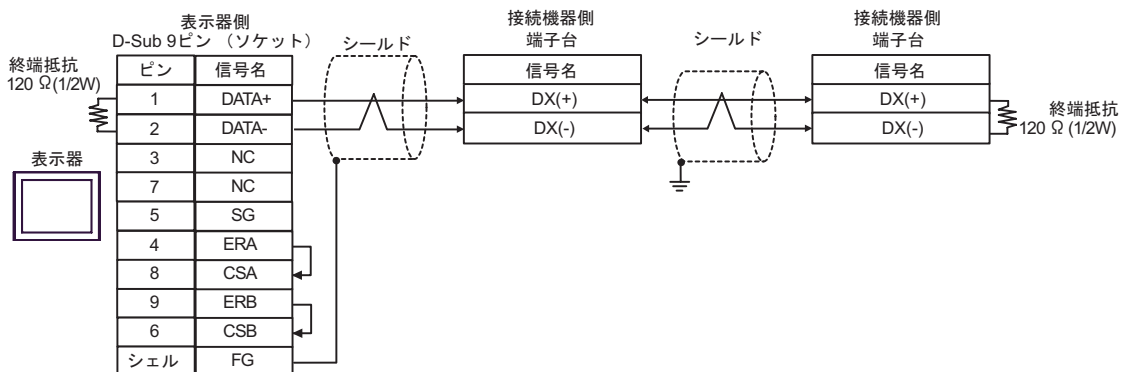 表示器側
D-Sub 9ピン (ソケット)
シールド
接続機器側
端子台
シールド
接続機器側
端子台
終端抵抗
120 Ω(1/2W)
ピン 信号名
1 DATA+
2 DATA-
3 NC
7 NC
5 SG
4 ERA
8 CSA
9 ERB
6 CSB
シェル FG
表示器
信号名
DX(+)
DX(-)
信号名
DX(+)
DX(-)
終端抵抗
120 Ω (1/2W)